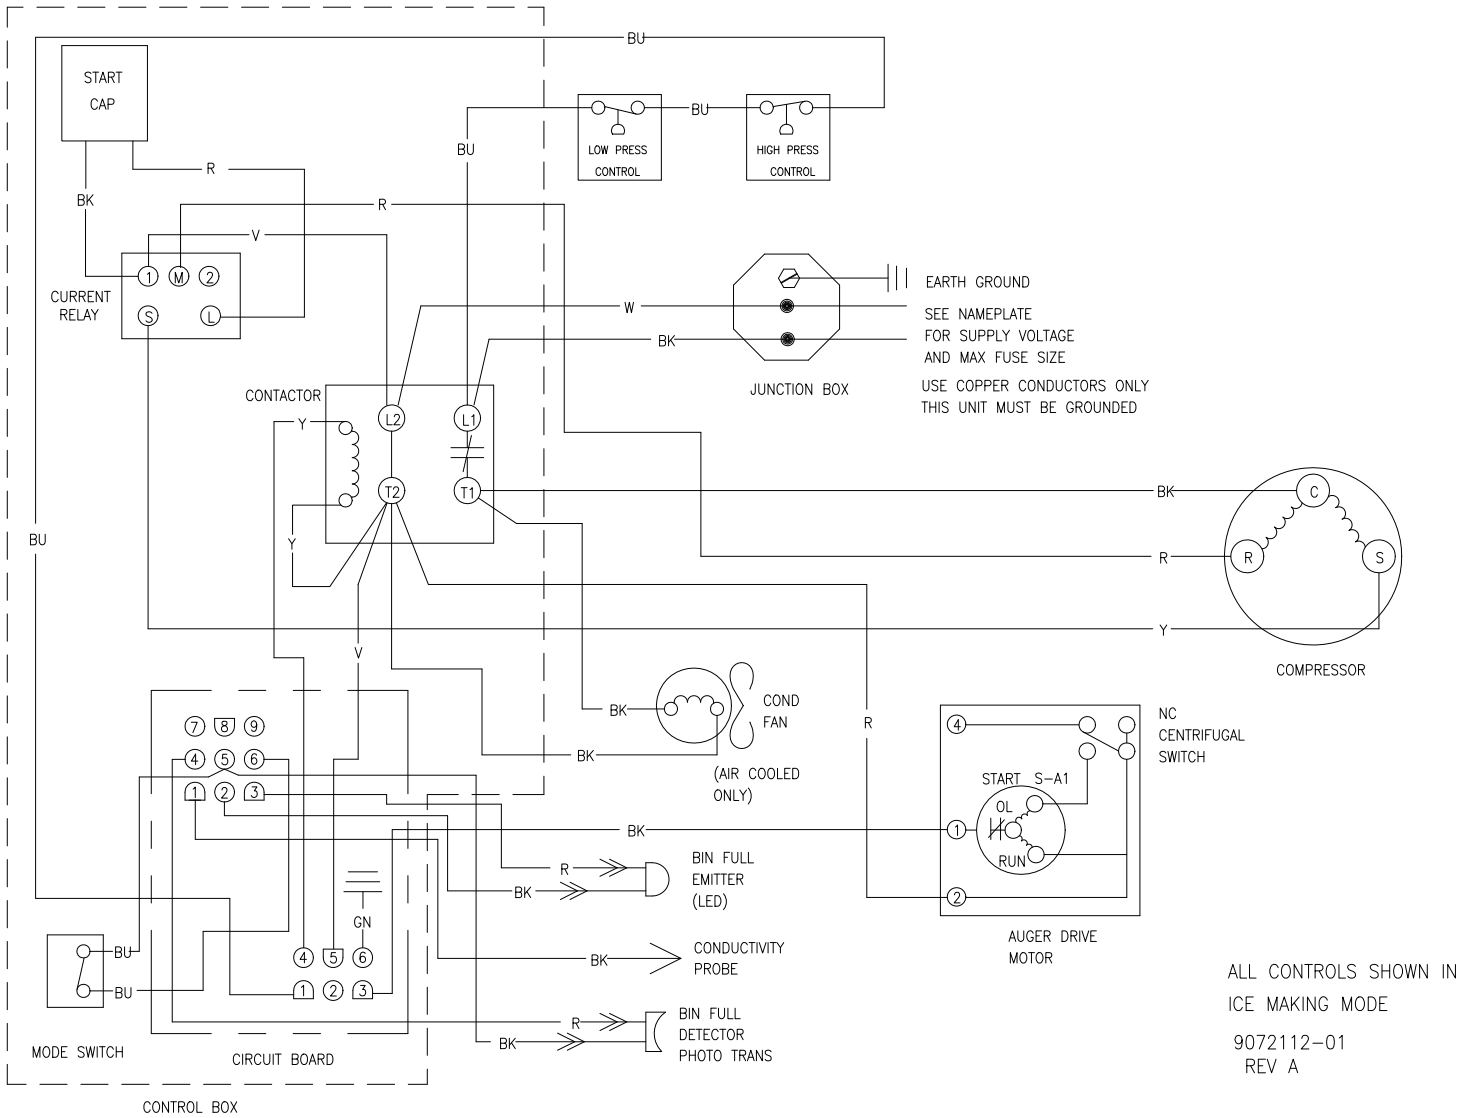 BU
START
CAP
BU
LOW PRESS
CONTROL
HIGH PRESS
CONTROL
BU
R
BK
R
V
1 M 2
S L
CURRENT
RELAY
W
BK
EARTH GROUND
SEE NAMEPLATE
FOR SUPPLY VOLTAGE
AND MAX FUSE SIZE
USE COPPER CONDUCTORS ONLY
THIS UNIT MUST BE GROUNDED
JUNCTION BOX
CONTACTOR
Y
L2 L1
T2 T1
BK
C
R S
R
Y
COMPRESSOR
BU
Y
V
BK
BK
COND
FAN
(AIR COOLED
ONLY)
R
7 8 9
4 5 6
1 2 3
4
NC
CENTRIFUGAL
SWITCH
START S-A1
OL
1
RUN
2
AUGER DRIVE
MOTOR
BK
R
BK
BIN FULL
EMITTER
(LED)
GN
4 5 6
1 2 3
BU
BU
MODE SWITCH
CIRCUIT BOARD
CONTROL BOX
BK
CONDUCTIVITY
PROBE
R
BK
BIN FULL
DETECTOR
PHOTO TRANS
ALL CONTROLS SHOWN IN
ICE MAKING MODE
9072112-01
REV A